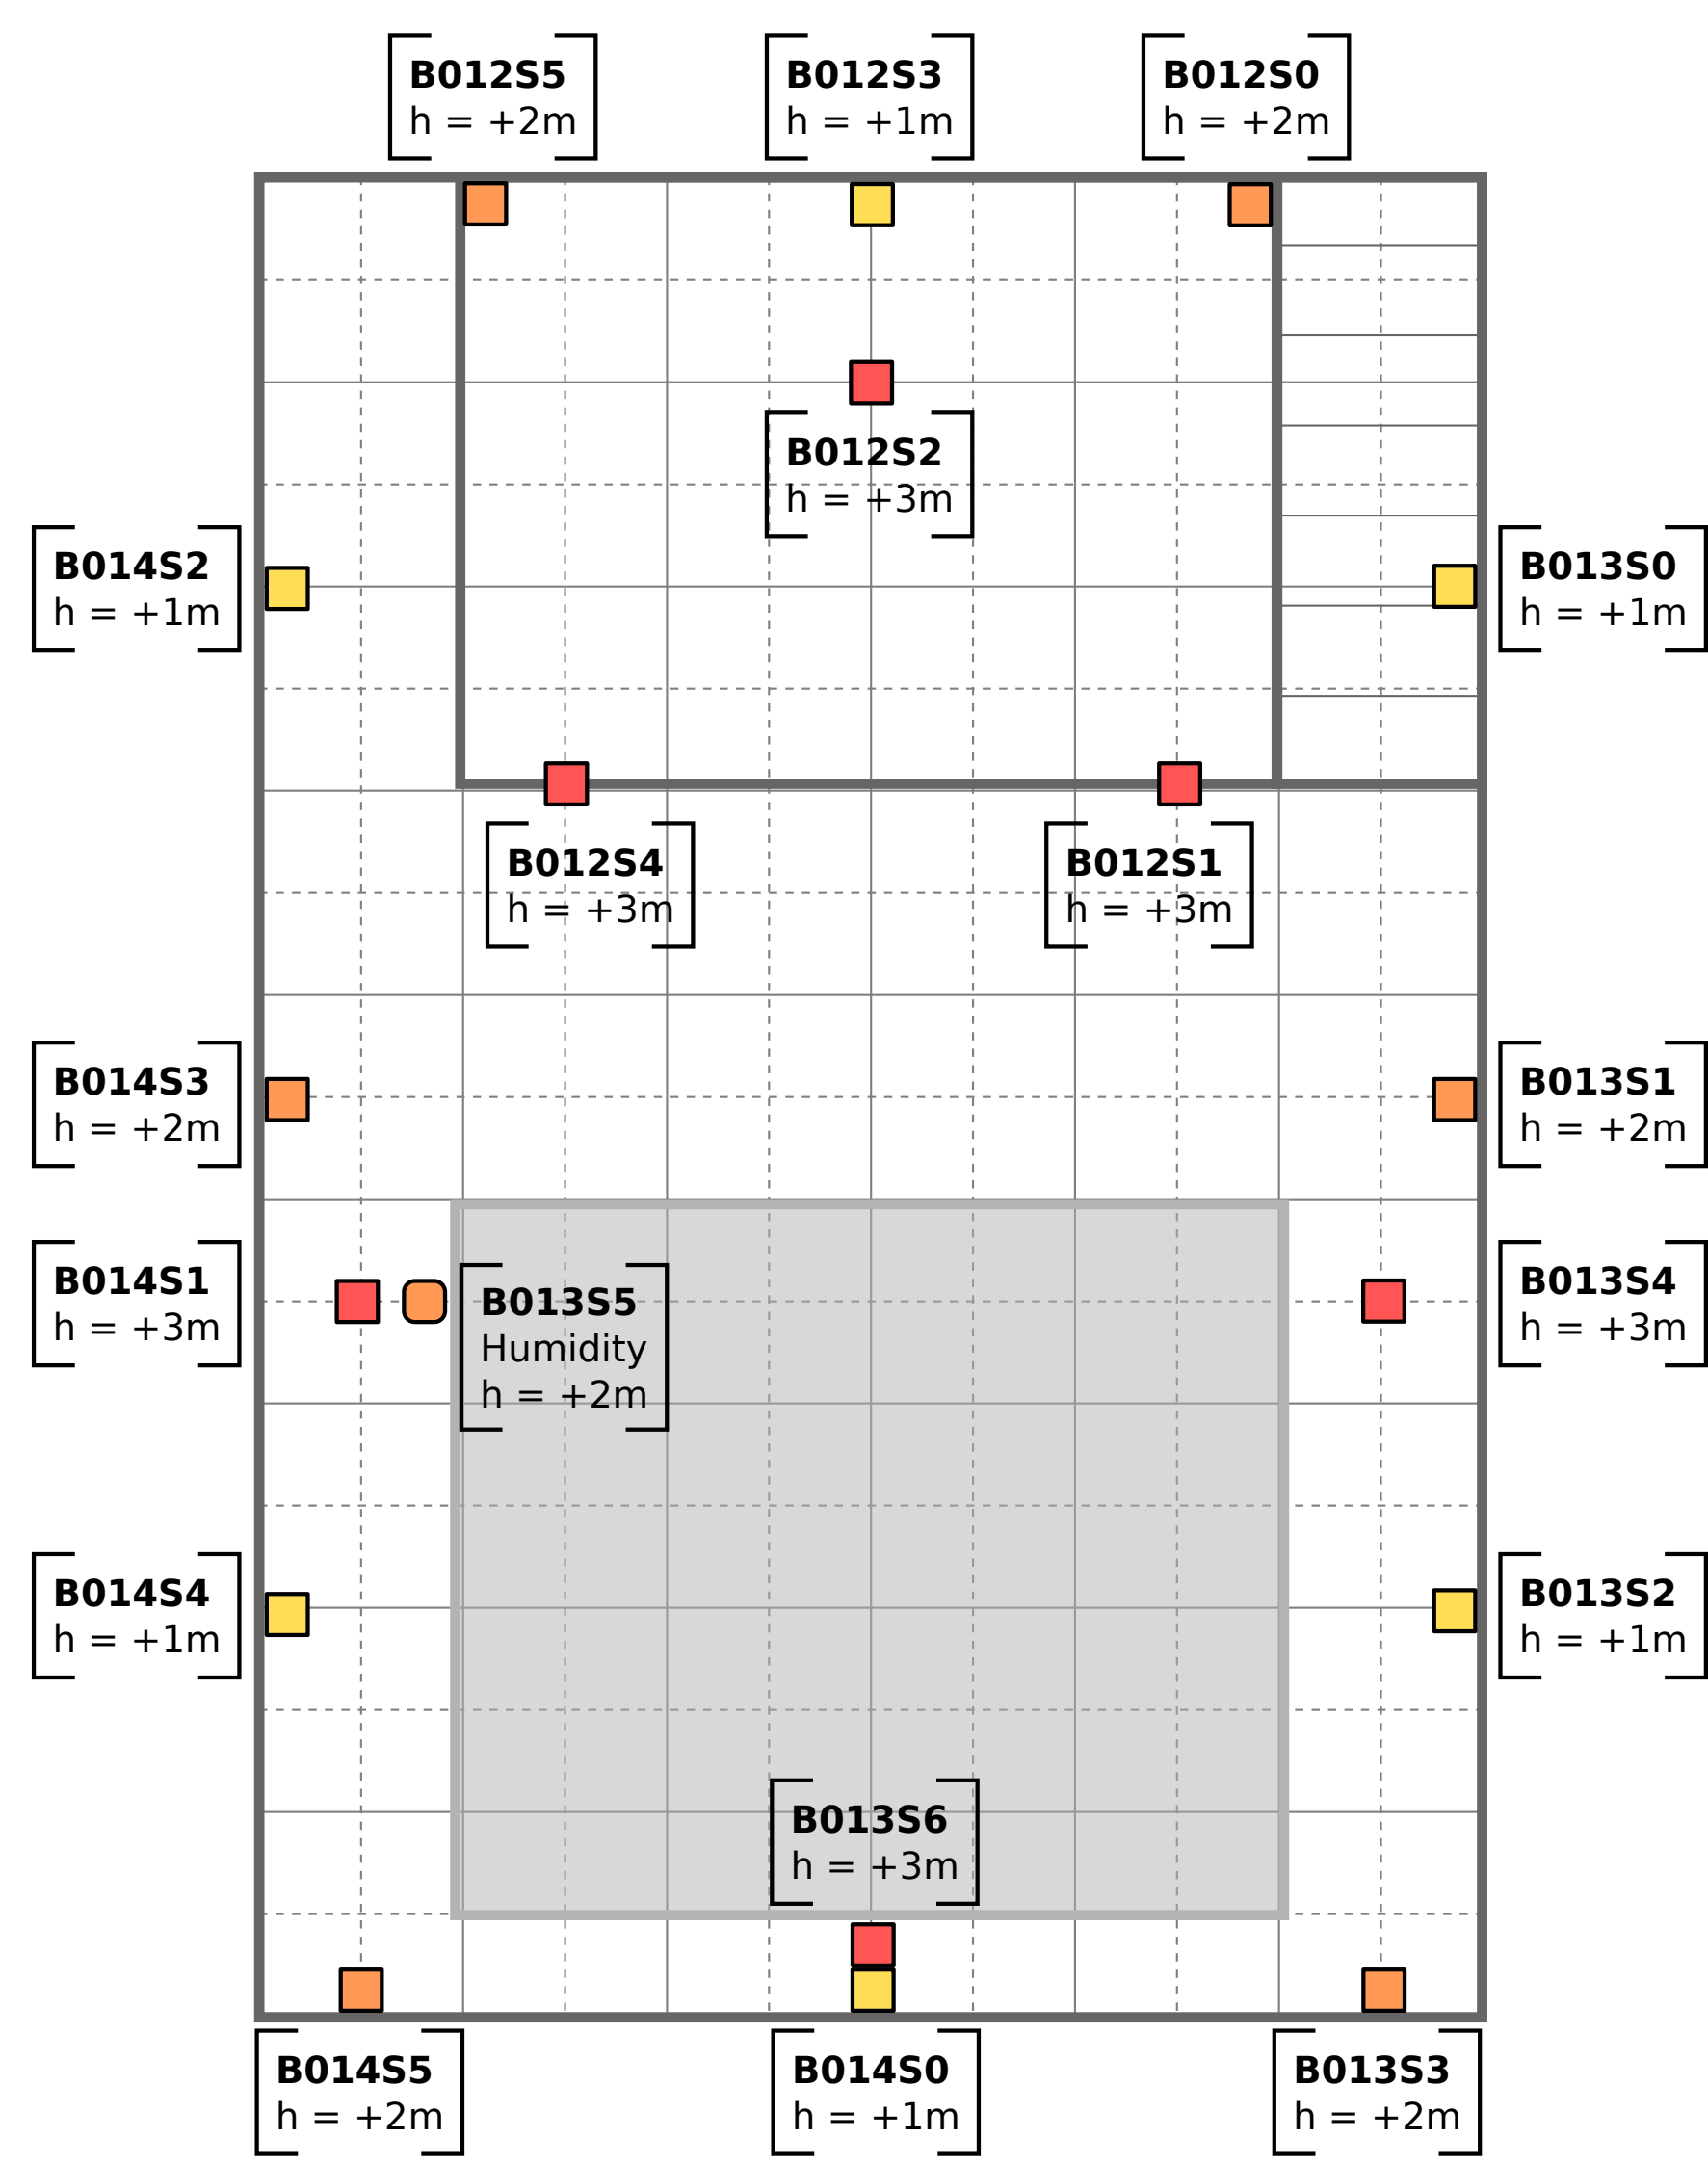 B012S5
h = +2m
B012S3
h = +1m
B012S0
h = +2m
B012S2
h = +3m
B014S2
h = +1m
B013S0
h = +1m
B012S4
h = +3m
B012S1
h = +3m
B014S3
h = +2m
B013S1
h = +2m
B014S1
h = +3m
B013S5
Humidity
h = +2m
B013S4
h = +3m
B014S4
h = +1m
B013S2
h = +1m
B013S6
h = +3m
B014S5
h = +2m
B014S0
h = +1m
B013S3
h = +2m